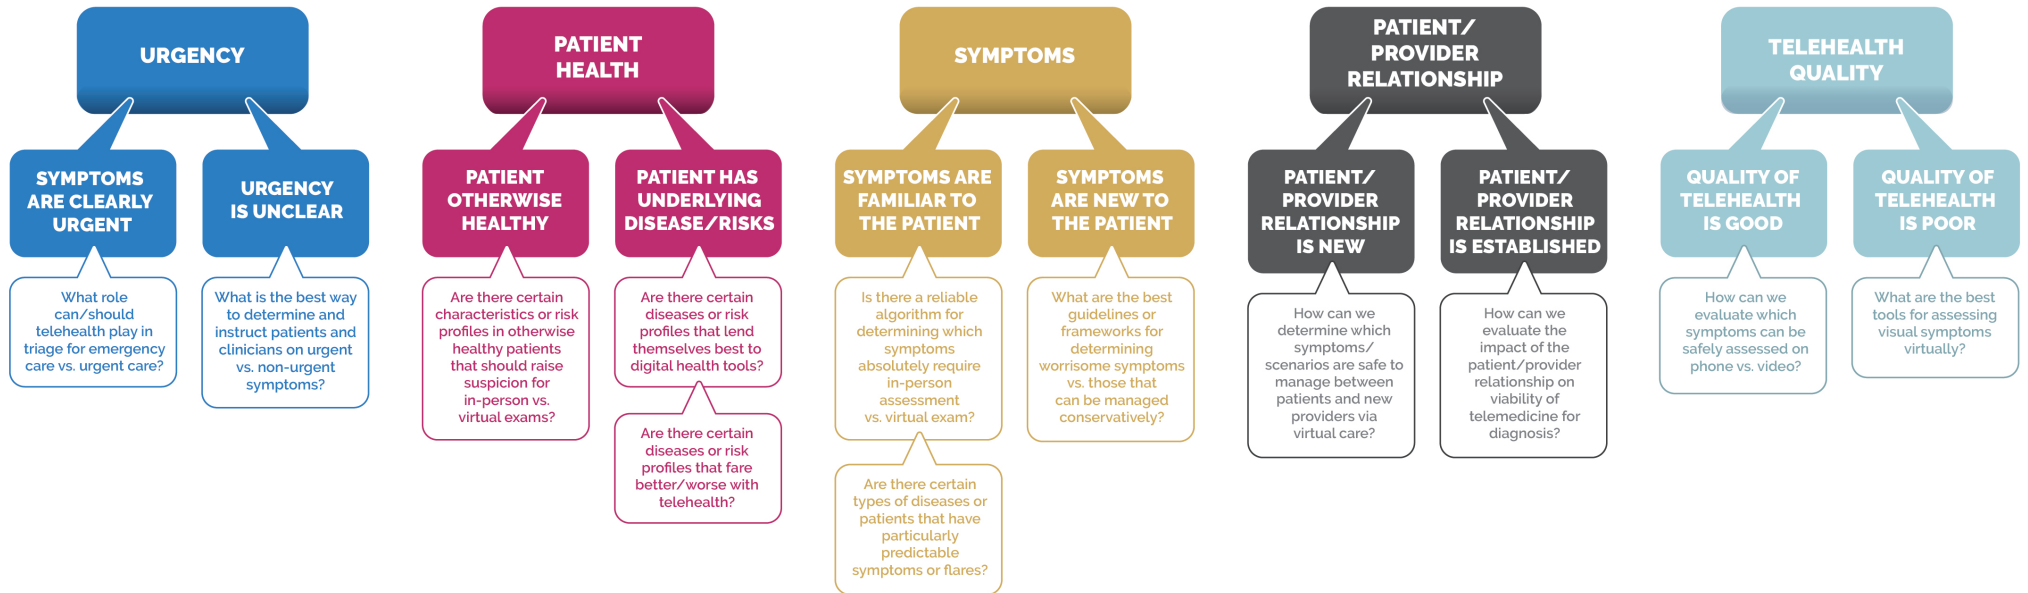 URGENCY
SYMPTOMS
ARE CLEARLY
URGENT
What role
can/should
telehealth play in
triage for emergency
care vs. urgent care?
URGENCY
IS UNCLEAR
What is the best way
to determine and
instruct patients and
clinicians on urgent
vs. non-urgent
symptoms?
PATIENT
HEALTH
PATIENT
OTHERWISE
HEALTHY
Are there certain
characteristics or risk
profiles in otherwise
healthy patients
that should raise
suspicion for
in-person vs.
virtual exams?
PATIENT HAS
UNDERLYING
DISEASE/RISKS
Are there certain
diseases or risk
profiles that lend
themselves best to
digital health tools?
Are there certain
diseases or risk
profiles that fare
better/worse with
telehealth?
SYMPTOMS
SYMPTOMS ARE
FAMILIAR TO
THE PATIENT
Is there a reliable
algorithm for
determining which
symptoms
absolutely require
in-person
assessment
vs. virtual exam?
Are there certain
types of diseases or
patients that have
particularly
predictable
symptoms or flares?
SYMPTOMS
ARE NEW TO
THE PATIENT
What are the best
guidelines or
frameworks for
determining
worrisome symptoms
vs. those that
can be managed
conservatively?
PATIENT/
PROVIDER
RELATIONSHIP
PATIENT/
PROVIDER
RELATIONSHIP
IS NEW
How can we
determine which
symptoms/
scenarios are safe to
manage between
patients and new
providers via
virtual care?
PATIENT/
PROVIDER
RELATIONSHIP
IS ESTABLISHED
How can we
evaluate the
impact of the
patient/provider
relationship on
viability of
telemedicine for
diagnosis?
TELEHEALTH
QUALITY
QUALITY OF
TELEHEALTH
IS GOOD
How can we
evaluate which
symptoms can be
safely assessed on
phone vs. video?
QUALITY OF
TELEHEALTH
IS POOR
What are the best
tools for assessing
visual symptoms
virtually?